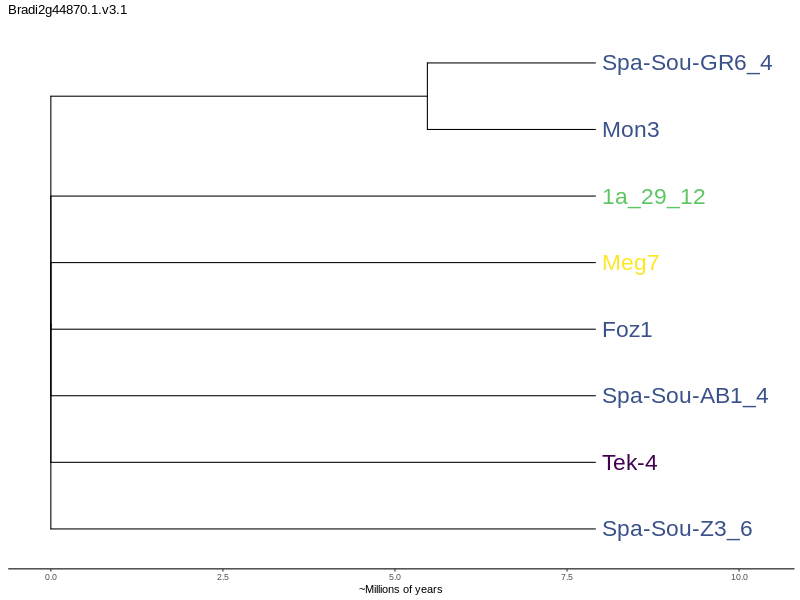 Bradi2g44870.1.v3.1
Spa-Sou-GR6_4
Mon3
1a_29_12
Meg7
Foz1
Spa-Sou-AB1_4
Tek-4
Spa-Sou-Z3_6
0.0 2.5 5.0 7.5 10.0
~Millions of years